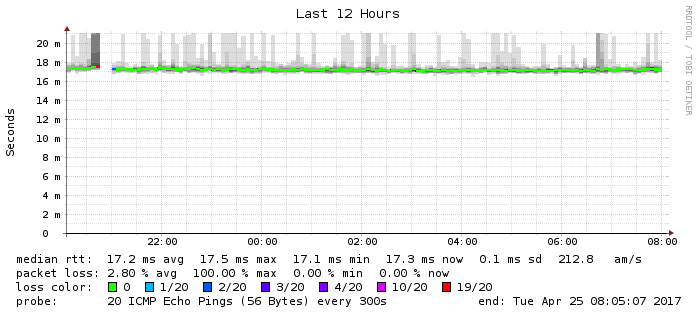 Last 12 Hours
RRDTOOL / TOBI OETIKER
Seconds
20 m
18 m
16 m
14 m
12 m
10 m
8 m
6 m
4 m
2 m
0
22:00 00:00 02:00 04:00 06:00 08:00
median rtt: 17.2 ms avg 17.5 ms max 17.1 ms min 17.3 ms now 0.1 ms sd 212.8 am/s
packet loss: 2.80 % avg 100.00 % max 0.00 % min 0.00 % now
loss color: 0 1/20 2/20 3/20 4/20 10/20 19/20
probe: 20 ICMP Echo Pings (56 Bytes) every 300s end: Tue Apr 25 08:05:07 2017